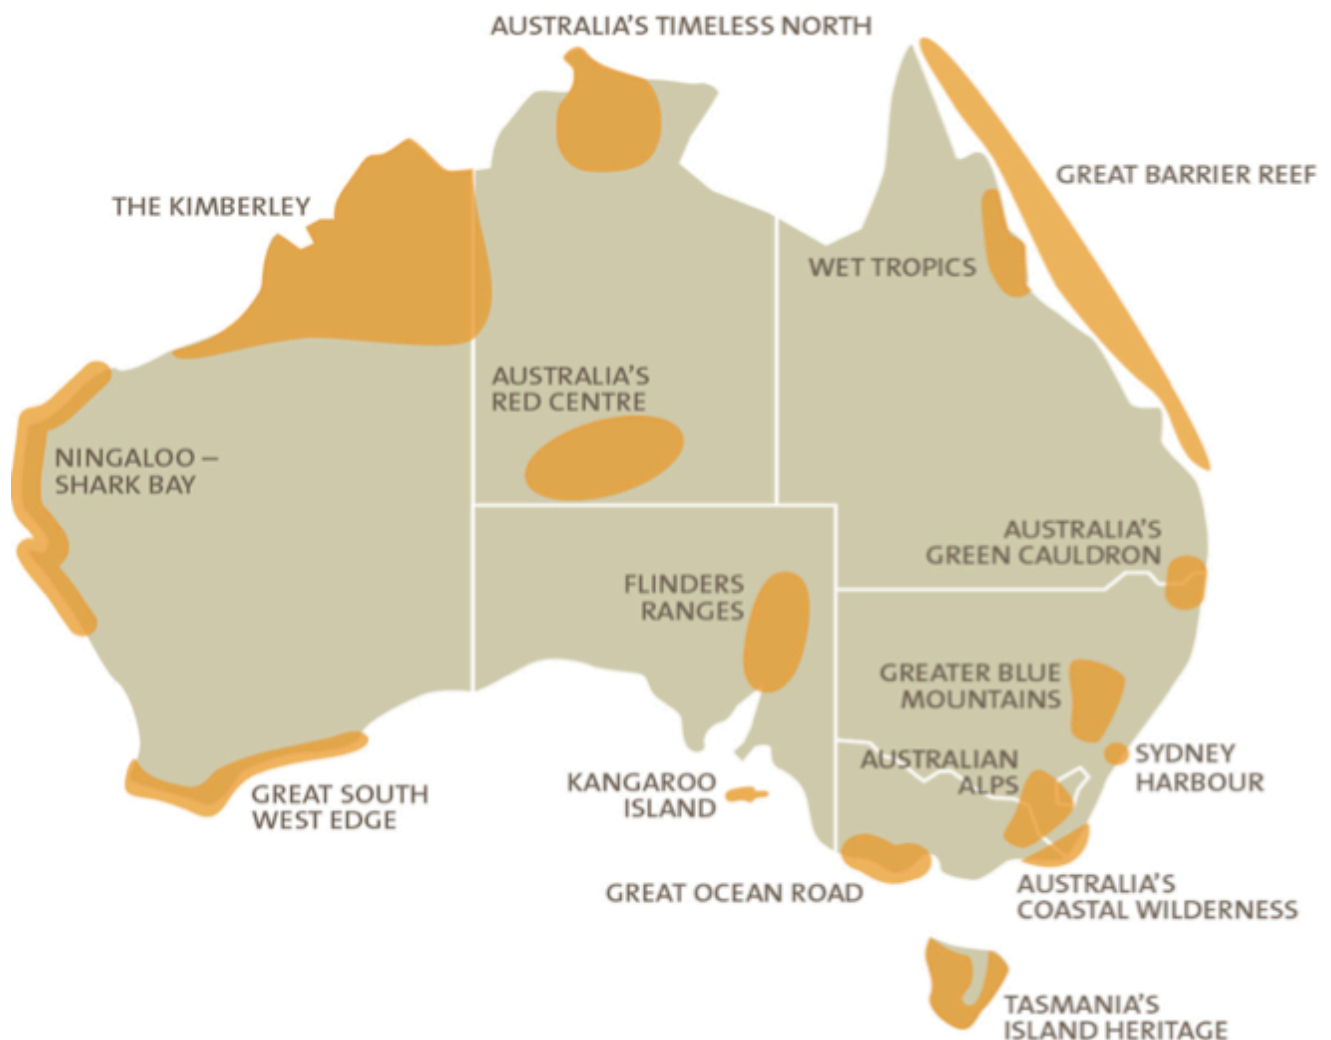 AUSTRALIA'S TIMELESS NORTH
GREAT BARRIER REEF
THE KIMBERLEY
WET TROPICS
AUSTRALIA'S
RED CENTRE
NINGALOO –
SHARK BAY
AUSTRALIA'S
GREEN CAULDRON
FLINDERS
RANGES
GREATER BLUE
MOUNTAINS
SYDNEY
HARBOUR
AUSTRALIAN
ALPS
KANGAROO
ISLAND
GREAT SOUTH
WEST EDGE
GREAT OCEAN ROAD
AUSTRALIA'S
COASTAL WILDERNESS
TASMANIA'S
ISLAND HERITAGE